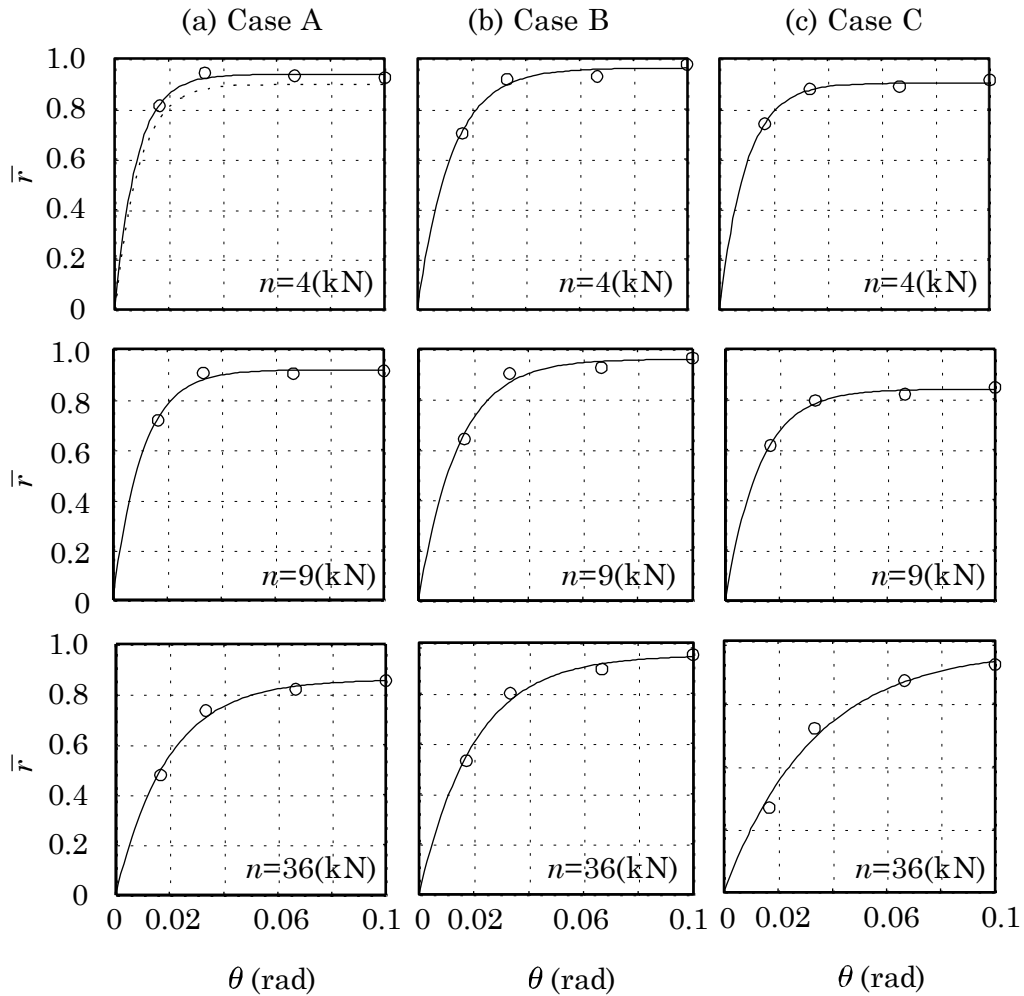 (a) Case A (b) Case B (c) Case C
1.0
0.8
0.6
r̅
0.4
0.2
0
n=4(kN) n=4(kN) n=4(kN)
1.0
0.8
0.6
r̅
0.4
0.2
0
n=9(kN) n=9(kN) n=9(kN)
1.0
0.8
0.6
r̅
0.4
0.2
0
n=36(kN) n=36(kN) n=36(kN)
0 0.02 0.06 0.1 0 0.02 0.06 0.1 0 0.02 0.06 0.1
θ (rad) θ (rad) θ (rad)